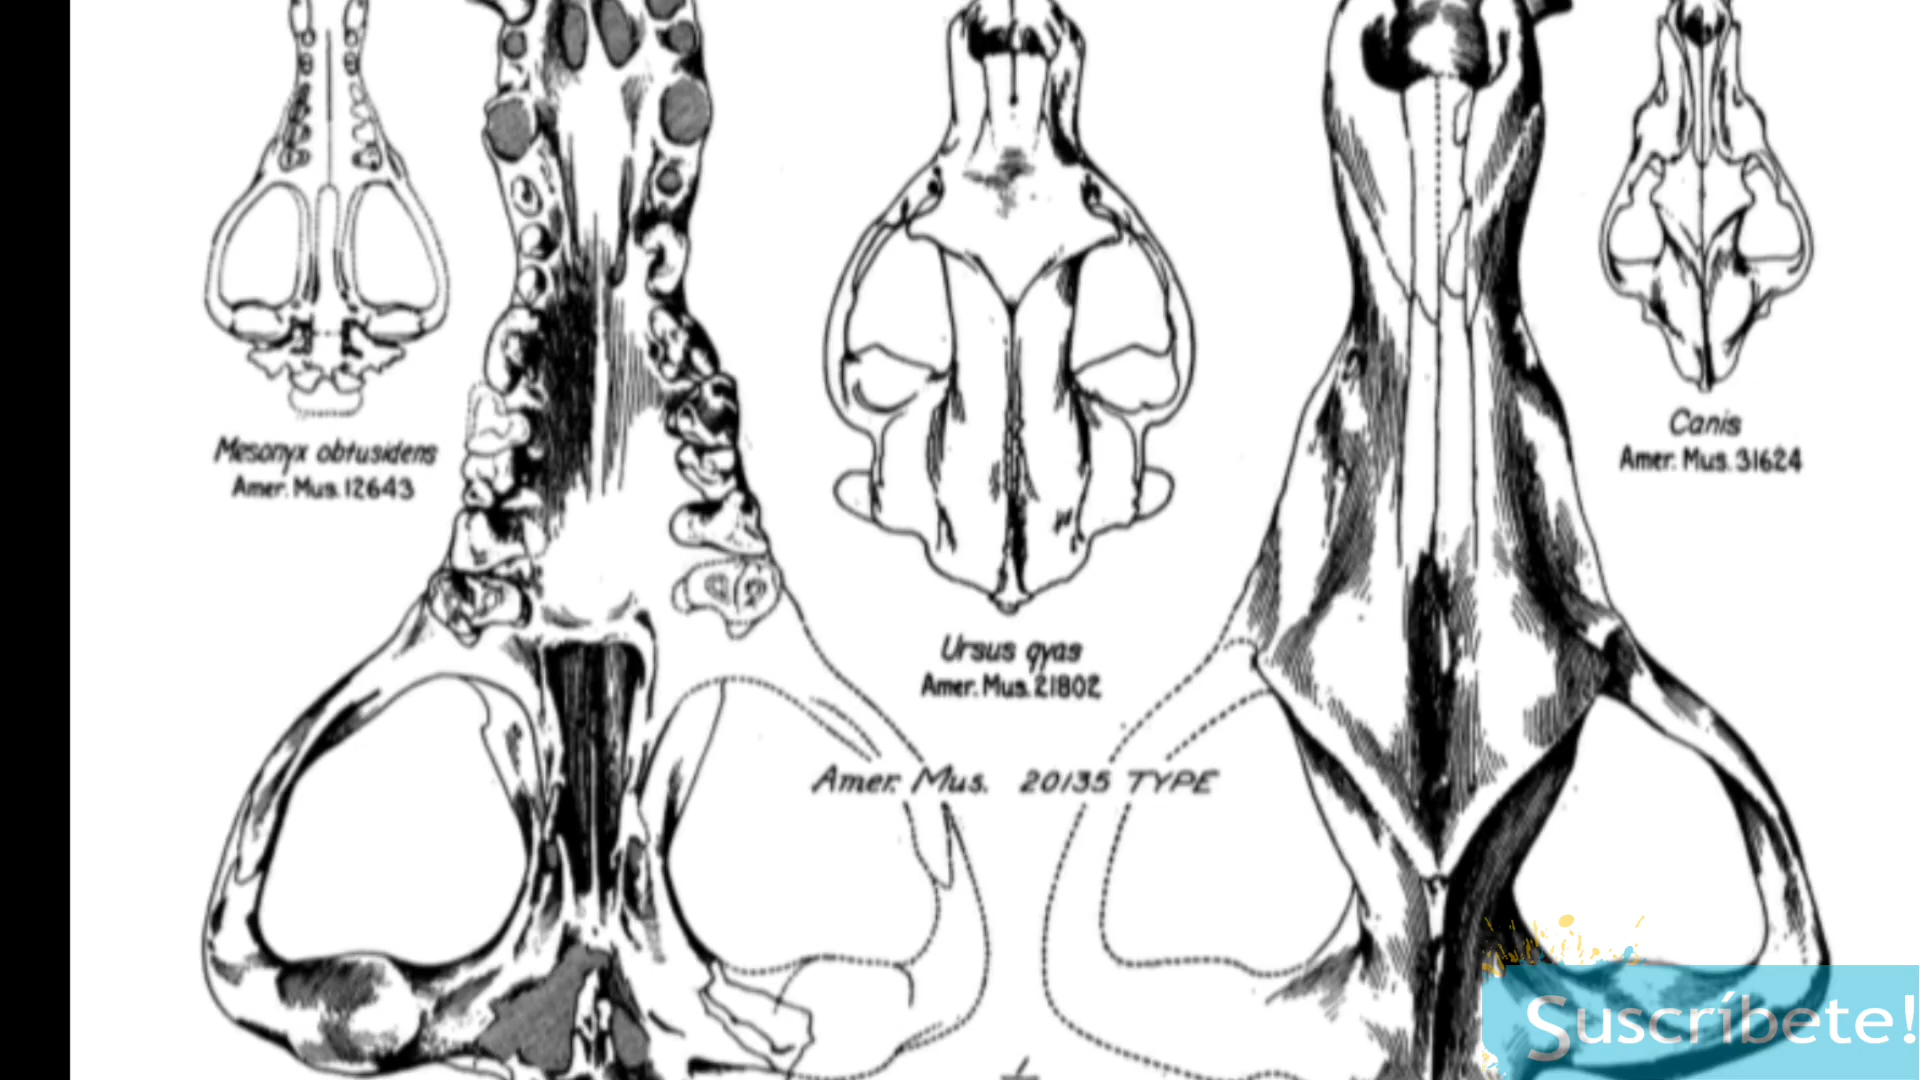 Mesonyx obtusidens
Amer. Mus. 12643
Ursus gyas
Amer. Mus. 21802
Canis
Amer. Mus. 31624
Amer. Mus. 20135 TYPE
Suscríbete!